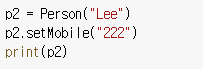 p2 = Person("Lee")
p2.setMobile("222")
print(p2)